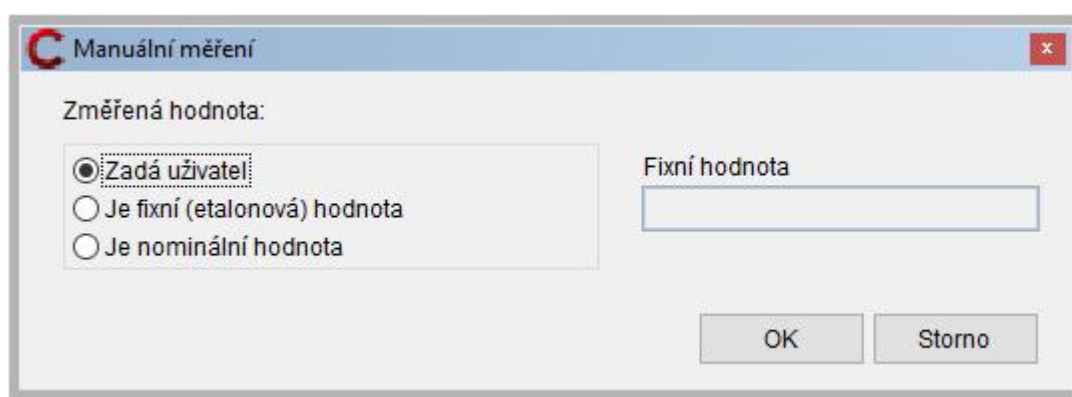 Manuální měření
Změřená hodnota:
Zadá uživatel
Je fixní (etalonová) hodnota
Je nominální hodnota
Fixní hodnota
OK
Storno